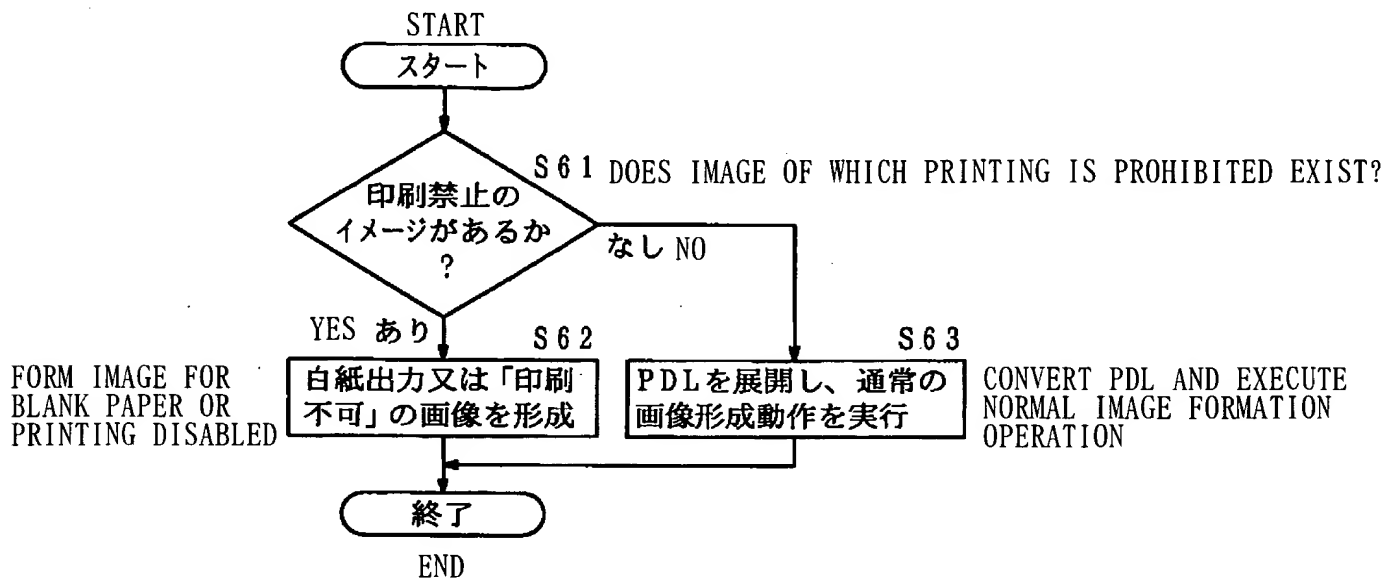 START
スタート
S61 DOES IMAGE OF WHICH PRINTING IS PROHIBITED EXIST?
印刷禁止の
イメージがあるか
?
なし NO
YES あり
S62
S63
FORM IMAGE FOR
BLANK PAPER OR
PRINTING DISABLED
白紙出力又は「印刷
不可」の画像を形成
PDLを展開し、通常の
画像形成動作を実行
CONVERT PDL AND EXECUTE
NORMAL IMAGE FORMATION
OPERATION
終了
END